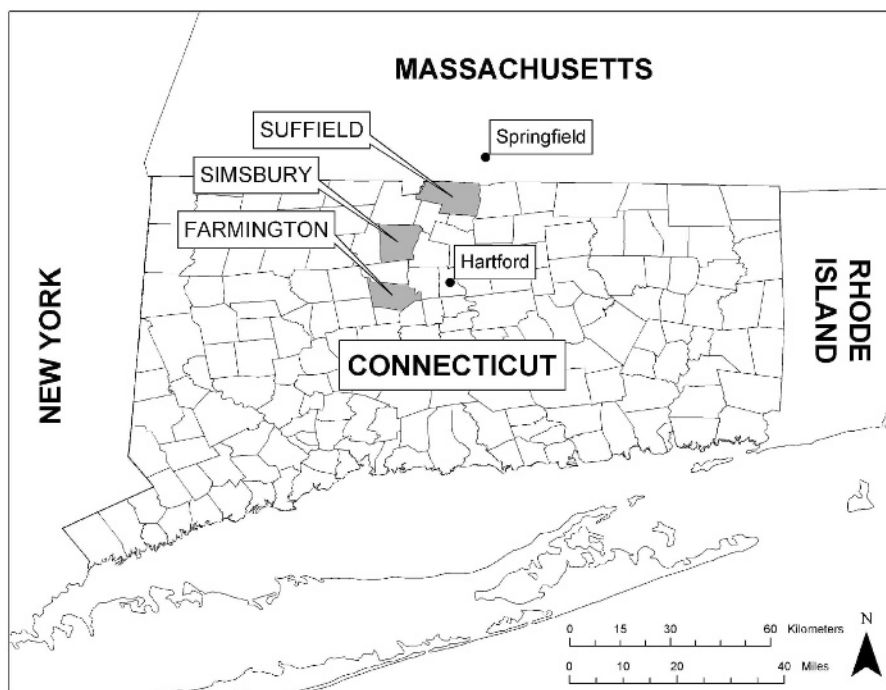 MASSACHUSETTS
SUFFIELD
Springfield
SIMSBURY
FARMINGTON
Hartford
NEW YORK
RHODE
ISLAND
CONNECTICUT
N
0 15 30 60 Kilometers
0 10 20 40 Miles